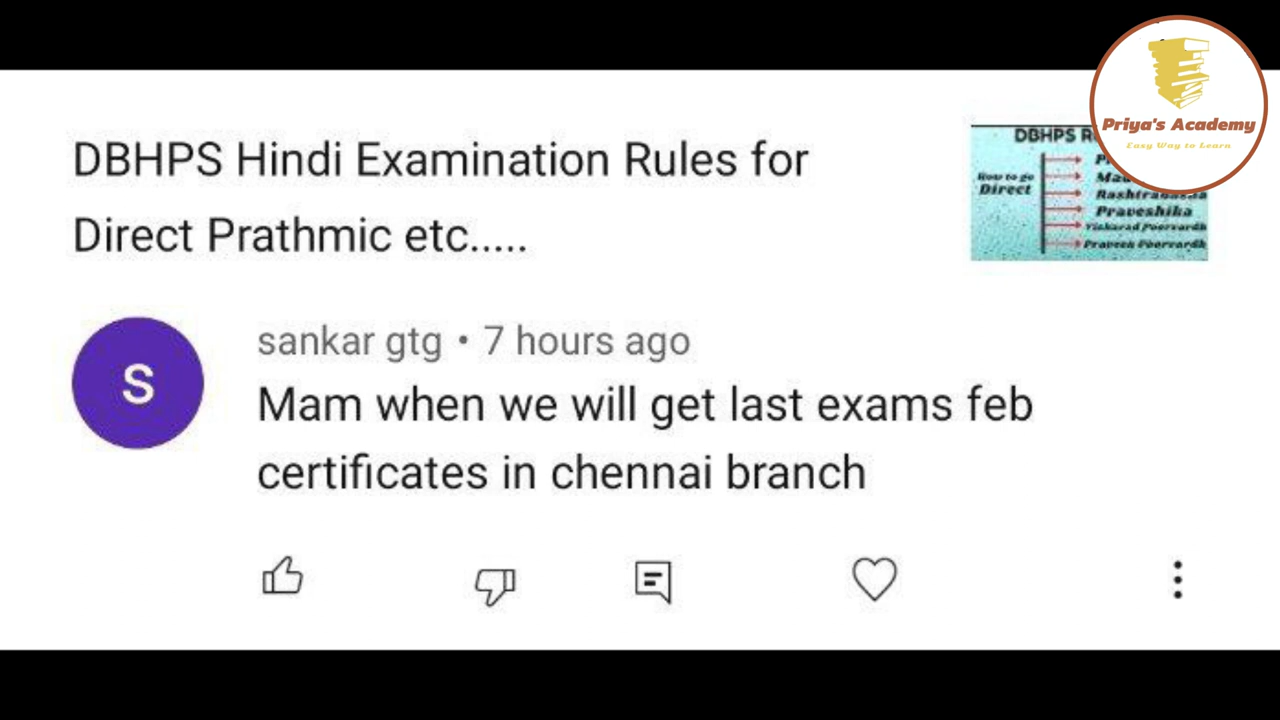 DBHPS Hindi Examination Rules for
Direct Prathmic etc.....
DBHPS
How to go
Direct
Rashtrabhasha
Praveshika
Visharad Poorvardh
Praveen Poorvardh
Priya's Academy
Easy Way to Learn
S
sankar gtg • 7 hours ago
Mam when we will get last exams feb
certificates in chennai branch